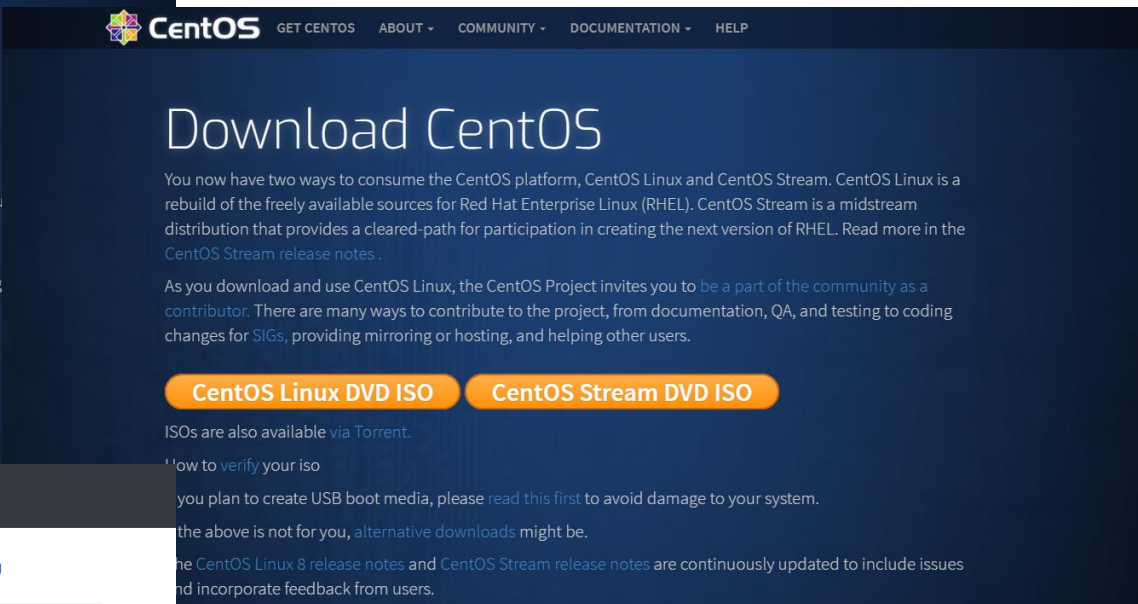 CentOS GET CENTOS ABOUT COMMUNITY DOCUMENTATION HELP
Download CentOS
You now have two ways to consume the CentOS platform, CentOS Linux and CentOS Stream. CentOS Linux is a
rebuild of the freely available sources for Red Hat Enterprise Linux (RHEL). CentOS Stream is a midstream
distribution that provides a cleared-path for participation in creating the next version of RHEL. Read more in the
CentOS Stream release notes .
As you download and use CentOS Linux, the CentOS Project invites you to be a part of the community as a
contributor. There are many ways to contribute to the project, from documentation, QA, and testing to coding
changes for SIGs, providing mirroring or hosting, and helping other users.
CentOS Linux DVD ISO CentOS Stream DVD ISO
ISOs are also available via Torrent.
How to verify your iso
you plan to create USB boot media, please read this first to avoid damage to your system.
the above is not for you, alternative downloads might be.
CentOS Linux 8 release notes and CentOS Stream release notes are continuously updated to include issues
incorporate feedback from users.